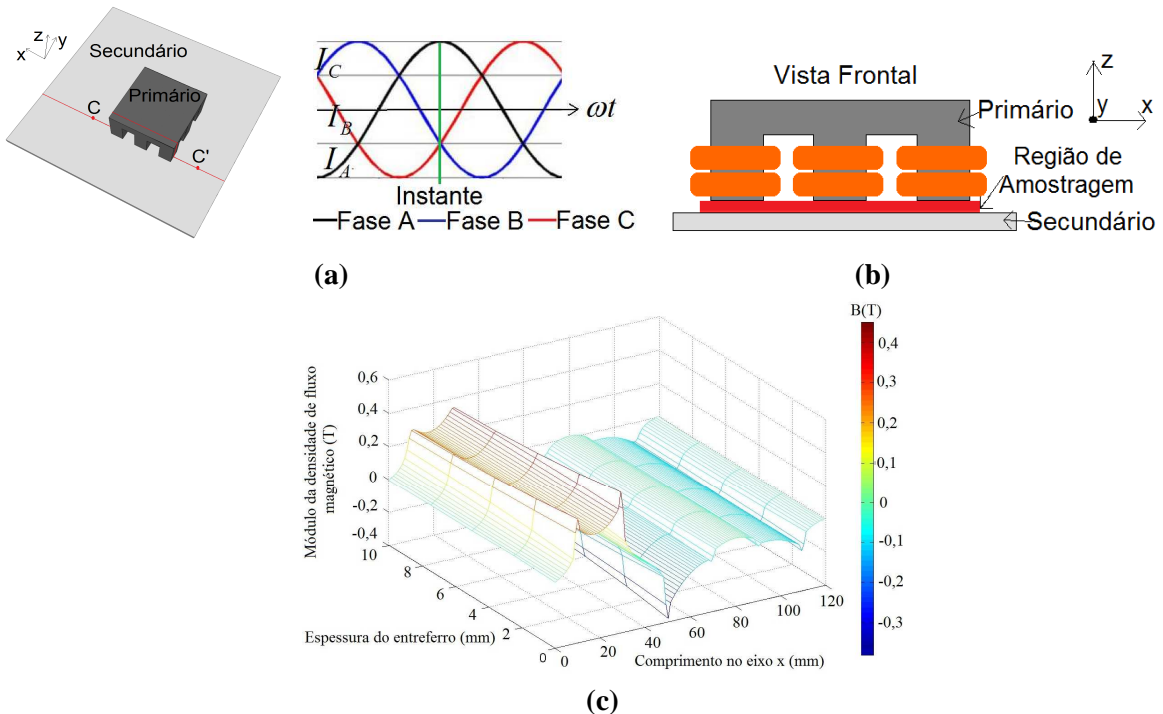 z
y
x
Secundário
Primário
C
C'
I C
I B
I A
ωt
Instante
Fase A Fase B Fase C
(a)
Vista Frontal
Primário
z
y
x
Região de
Amostragem
Secundário
(b)
B(T)
0,4
0,3
0,2
0,1
0
-0,1
-0,2
-0,3
Módulo da densidade de fluxo
magnético (T)
0,6
0,4
0,2
0
-0,2
-0,4
10
8
6
4
2
0
Espessura do entreferro (mm)
0
20
40
60
80
100
120
Comprimento no eixo x (mm)
(c)